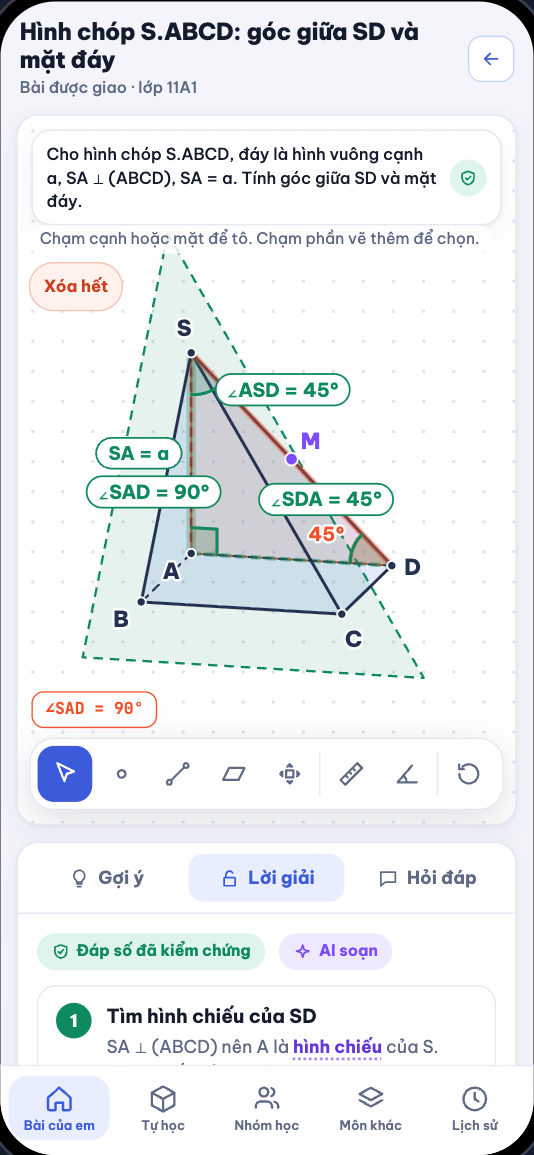 Hình chóp S.ABCD: góc giữa SD và
mặt đáy
Bài được giao · lớp 11A1
Cho hình chóp S.ABCD, đáy là hình vuông cạnh
a, SA ⊥ (ABCD), SA = a. Tính góc giữa SD và mặt
đáy.
Chạm cạnh hoặc mặt để tô. Chạm phần vẽ thêm để chọn.
Xóa hết
S
∠ASD = 45°
M
SA = a
∠SAD = 90°
∠SDA = 45°
45°
A
D
B
C
∠SAD = 90°
Gợi ý
Lời giải
Hỏi đáp
Đáp số đã kiểm chứng
AI soạn
1
Tìm hình chiếu của SD
SA ⊥ (ABCD) nên A là hình chiếu của S.
Bài của em
Tự học
Nhóm học
Môn khác
Lịch sử